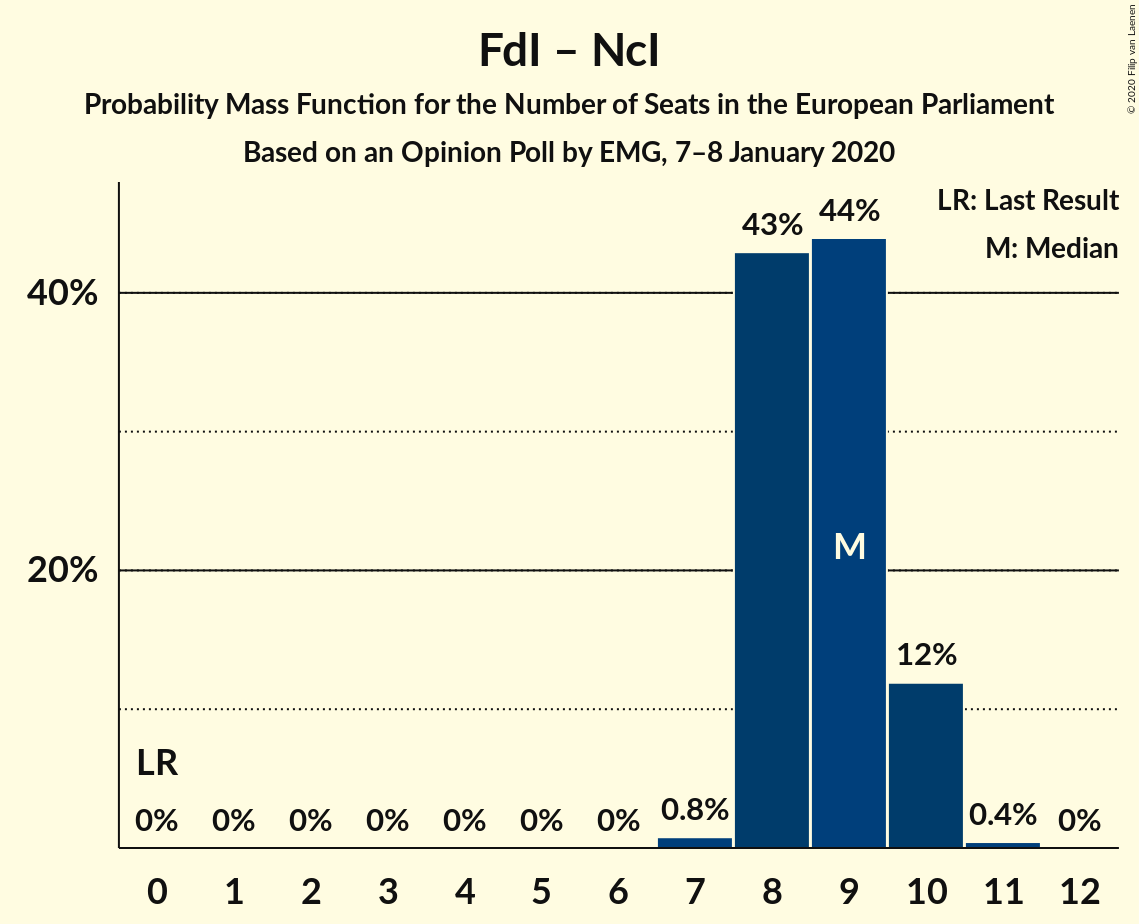 FdI – NcI
Probability Mass Function for the Number of Seats in the European Parliament
Based on an Opinion Poll by EMG, 7–8 January 2020
© 2020 Filip van Laenen
LR: Last Result
M: Median
43%
44%
40%
M
20%
12%
LR
0%
0%
0%
0%
0%
0%
0%
0.8%
0.4%
0%
0 1 2 3 4 5 6 7 8 9 10 11 12